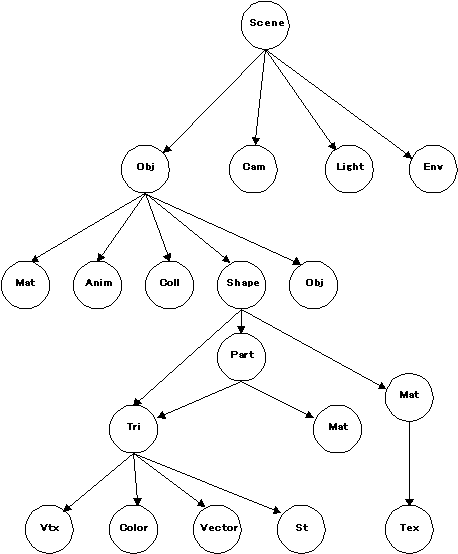 Scene
Obj
Cam
Light
Env
Mat
Anim
Coll
Shape
Obj
Part
Mat
Tri
Mat
Vtx
Color
Vector
St
Tex